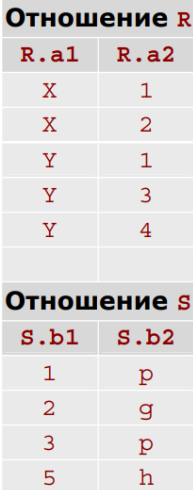 Отношение R
R.a1 R.a2
X 1
X 2
Y 1
Y 3
Y 4
Отношение S
S.b1 S.b2
1 p
2 g
3 p
5 h